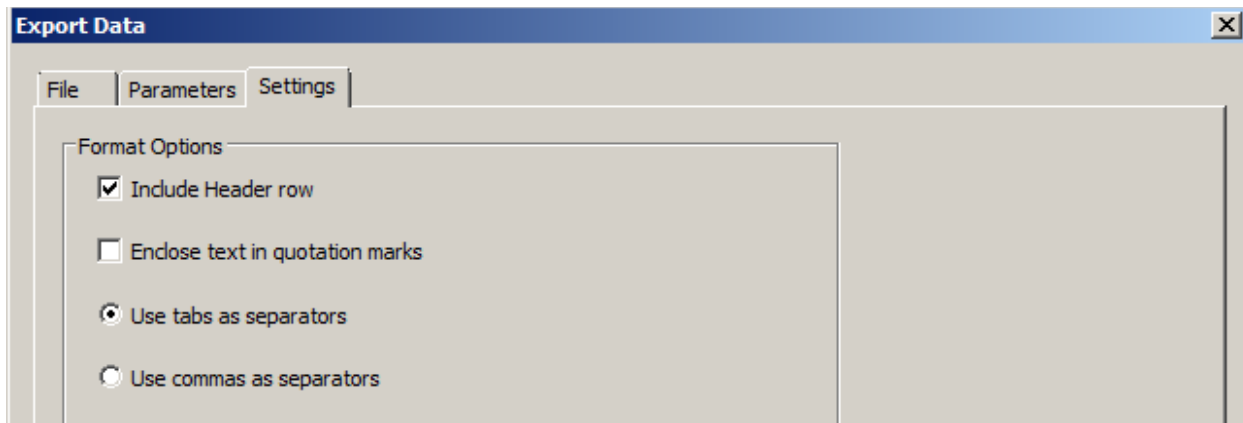 Export Data
File Parameters Settings
Format Options
Include Header row
Enclose text in quotation marks
Use tabs as separators
Use commas as separators